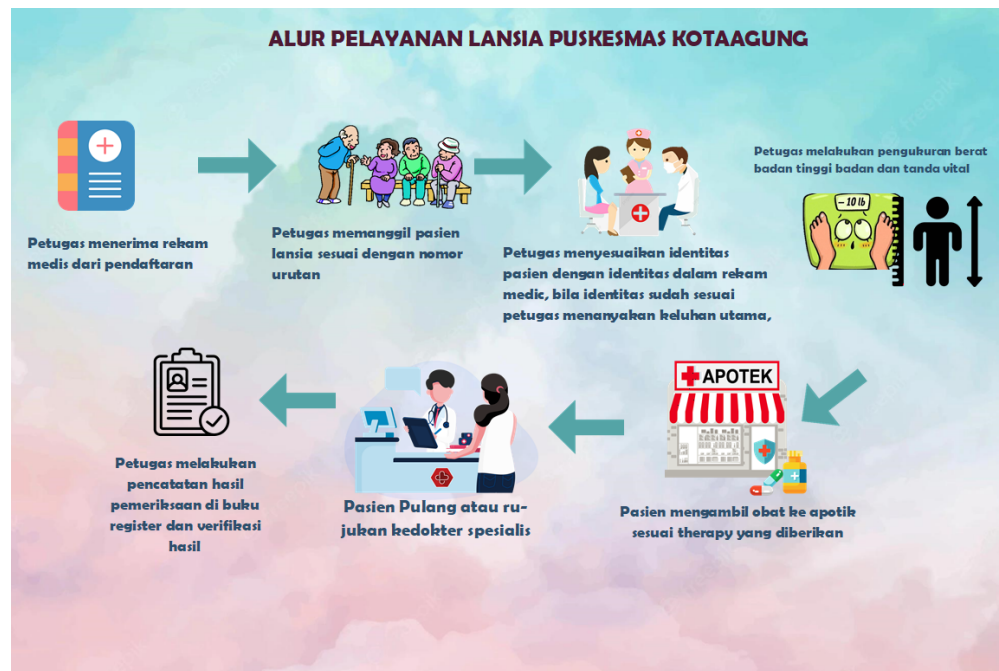 ALUR PELAYANAN LANSIA PUSKESMAS KOTAAGUNG
Petugas menerima rekam
medis dari pendaftaran
Petugas memanggil pasien
lansia sesuai dengan nomor
urutan
Petugas menyesuaikan identitas
pasien dengan identitas dalam rekam
medic, bila identitas sudah sesuai
petugas menanyakan keluhan utama,
Petugas melakukan pengukuran berat
badan tinggi badan dan tanda vital
- 10 lb
APOTEK
Pasien mengambil obat ke apotik
sesuai therapy yang diberikan
Pasien Pulang atau ru-
jukan kedokter spesialis
Petugas melakukan
pencatatan hasil
pemeriksaan di buku
register dan verifikasi
hasil